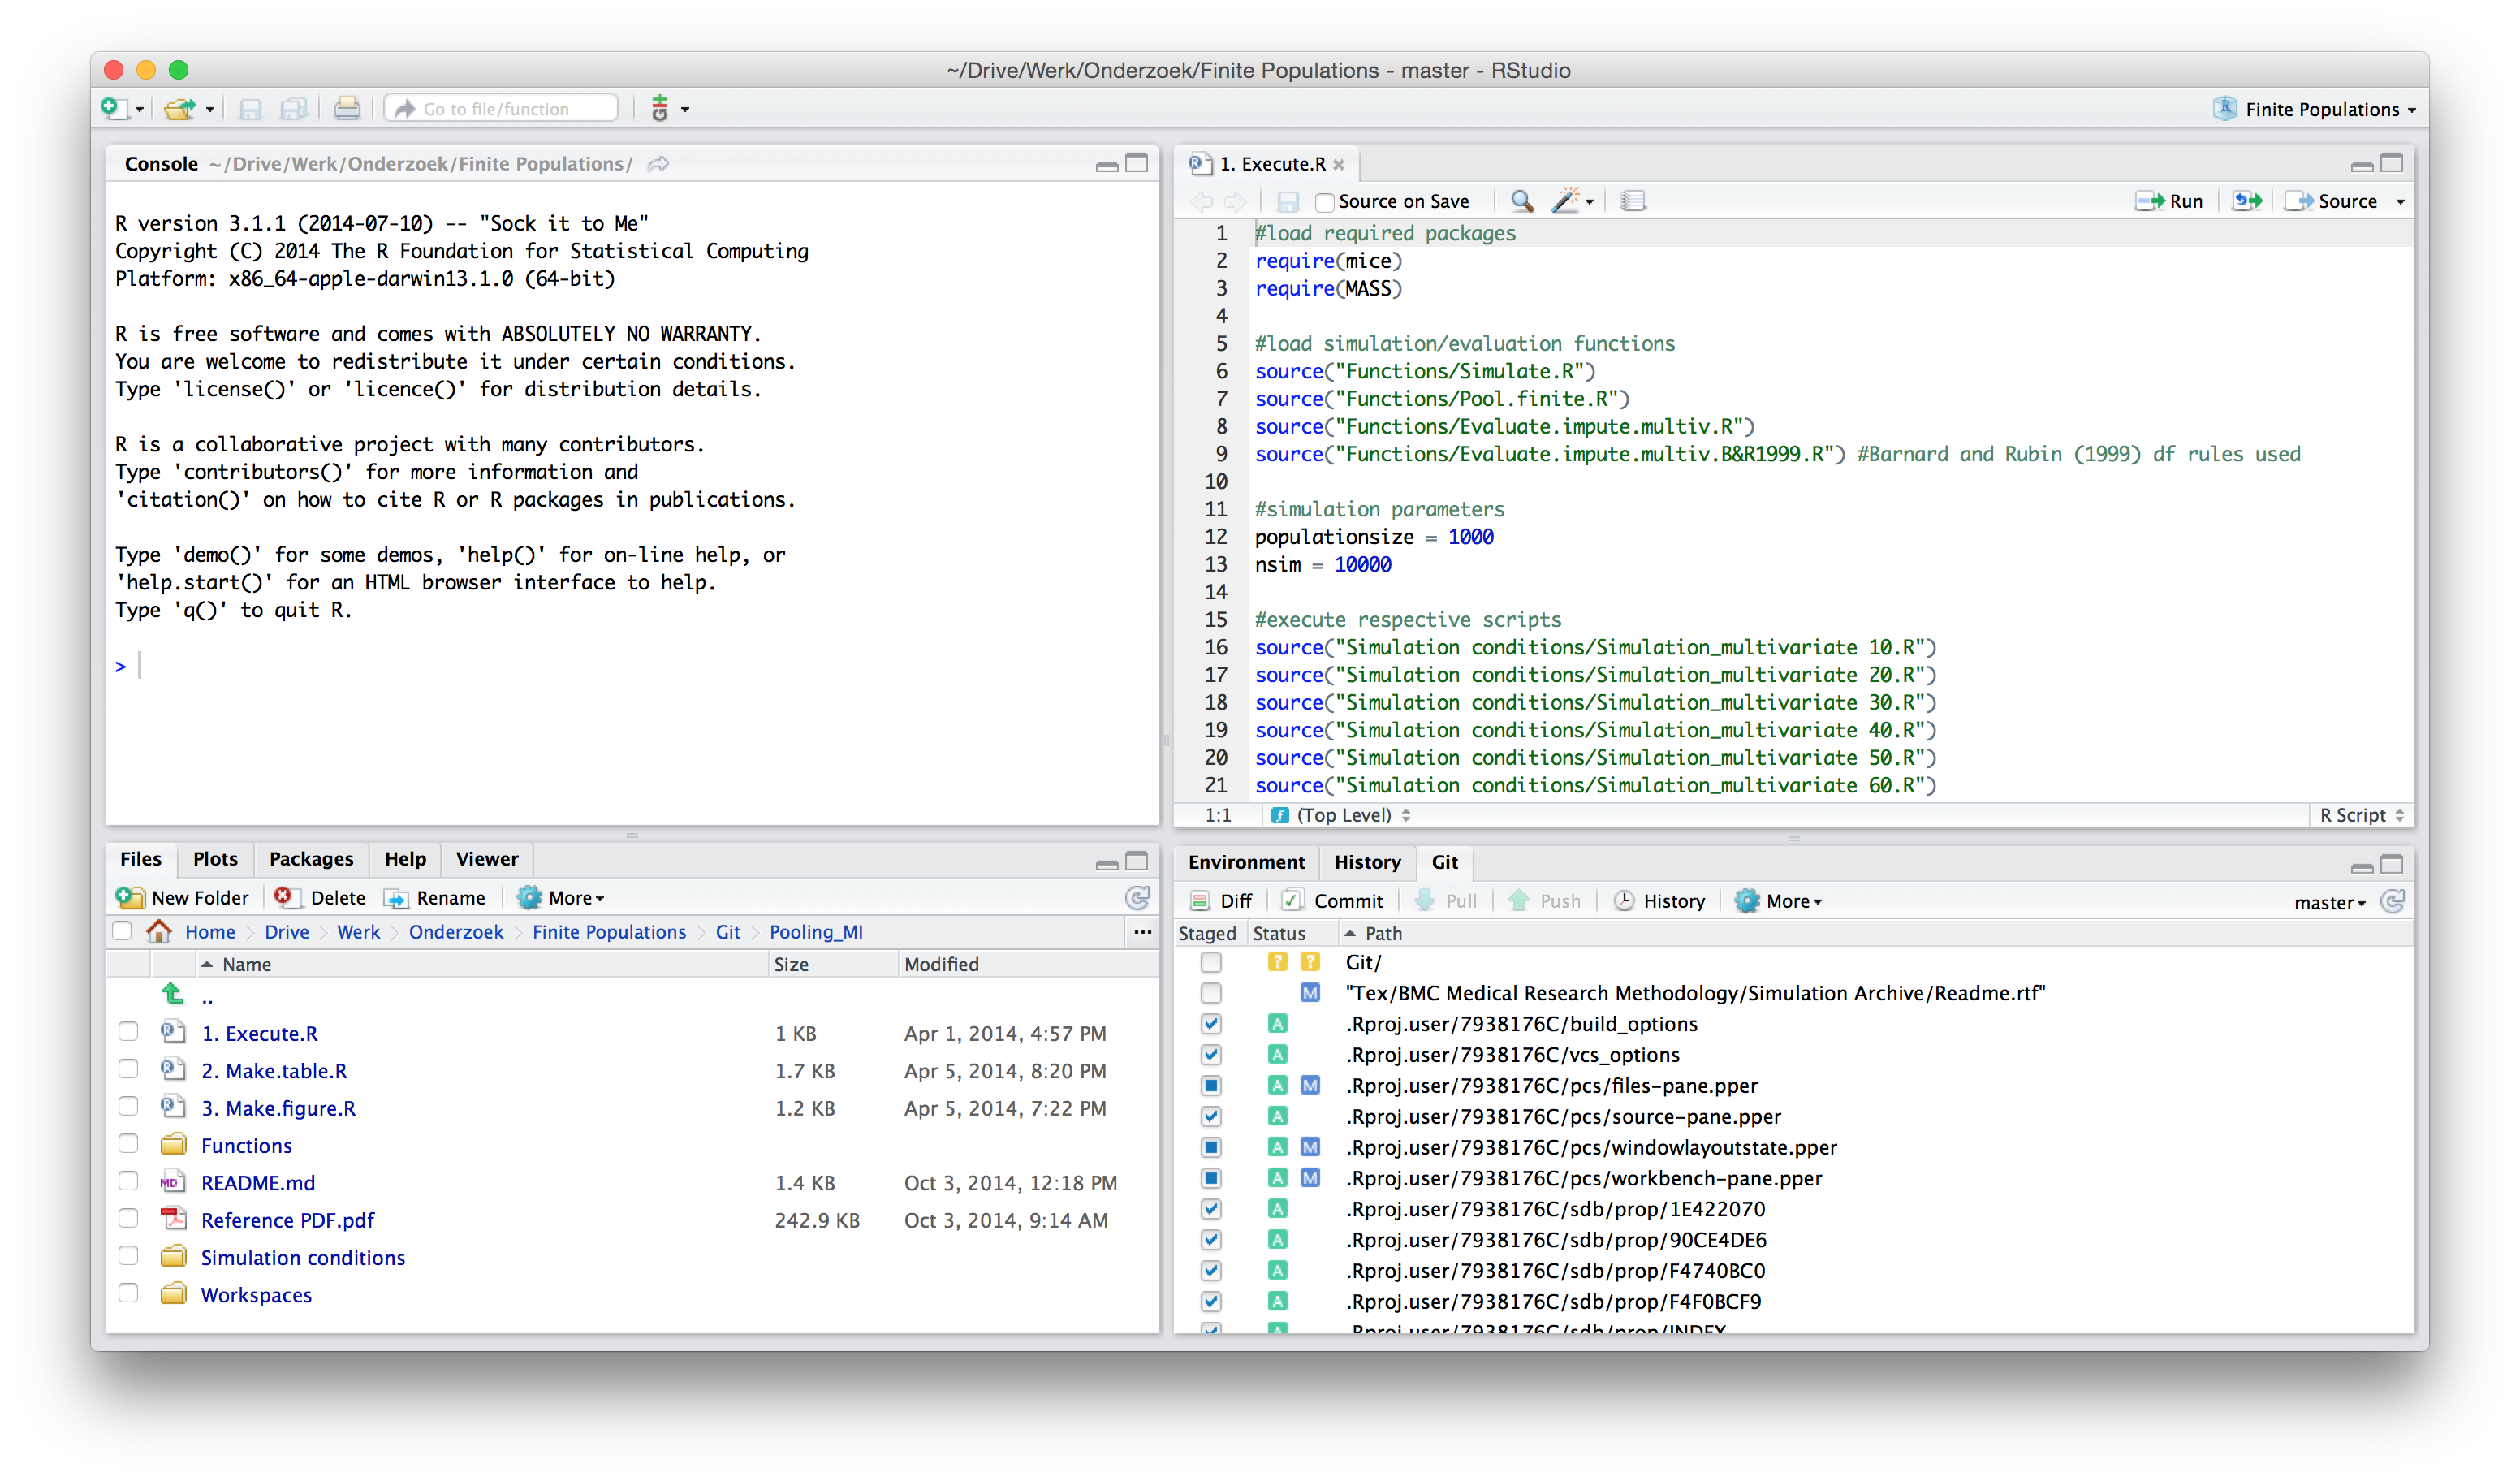 ~/Drive/Werk/Onderzoek/Finite Populations - master - RStudio
Go to file/function
Finite Populations
Console ~/Drive/Werk/Onderzoek/Finite Populations/
R version 3.1.1 (2014-07-10) -- "Sock it to Me"
Copyright (C) 2014 The R Foundation for Statistical Computing
Platform: x86_64-apple-darwin13.1.0 (64-bit)
R is free software and comes with ABSOLUTELY NO WARRANTY.
You are welcome to redistribute it under certain conditions.
Type 'license()' or 'licence()' for distribution details.
R is a collaborative project with many contributors.
Type 'contributors()' for more information and
'citation()' on how to cite R or R packages in publications.
Type 'demo()' for some demos, 'help()' for on-line help, or
'help.start()' for an HTML browser interface to help.
Type 'q()' to quit R.
>
1. Execute.R
Source on Save Run Source
1 #load required packages
2 require(mice)
3 require(MASS)
4
5 #load simulation/evaluation functions
6 source("Functions/Simulate.R")
7 source("Functions/Pool.finite.R")
8 source("Functions/Evaluate.impute.multiv.R")
9 source("Functions/Evaluate.impute.multiv.B&R1999.R") #Barnard and Rubin (1999) df rules used
10
11 #simulation parameters
12 populationsize = 1000
13 nsim = 10000
14
15 #execute respective scripts
16 source("Simulation conditions/Simulation_multivariate 10.R")
17 source("Simulation conditions/Simulation_multivariate 20.R")
18 source("Simulation conditions/Simulation_multivariate 30.R")
19 source("Simulation conditions/Simulation_multivariate 40.R")
20 source("Simulation conditions/Simulation_multivariate 50.R")
21 source("Simulation conditions/Simulation_multivariate 60.R")
1:1 (Top Level) R Script
Files Plots Packages Help Viewer
New Folder Delete Rename More
Home Drive Werk Onderzoek Finite Populations Git Pooling_MI ...
Name Size Modified
..
1. Execute.R 1 KB Apr 1, 2014, 4:57 PM
2. Make.table.R 1.7 KB Apr 5, 2014, 8:20 PM
3. Make.figure.R 1.2 KB Apr 5, 2014, 7:22 PM
Functions
README.md 1.4 KB Oct 3, 2014, 12:18 PM
Reference PDF.pdf 242.9 KB Oct 3, 2014, 9:14 AM
Simulation conditions
Workspaces
Environment History Git
Diff Commit Pull Push History More master
Staged Status Path
? ? Git/
M "Tex/BMC Medical Research Methodology/Simulation Archive/Readme.rtf"
A .Rproj.user/7938176C/build_options
A .Rproj.user/7938176C/vcs_options
A M .Rproj.user/7938176C/pcs/files-pane.pper
A .Rproj.user/7938176C/pcs/source-pane.pper
A M .Rproj.user/7938176C/pcs/windowlayoutstate.pper
A M .Rproj.user/7938176C/pcs/workbench-pane.pper
A .Rproj.user/7938176C/sdb/prop/1E422070
A .Rproj.user/7938176C/sdb/prop/90CE4DE6
A .Rproj.user/7938176C/sdb/prop/F4740BC0
A .Rproj.user/7938176C/sdb/prop/F4F0BCF9
A .Rproj.user/7938176C/sdb/prop/INDEX